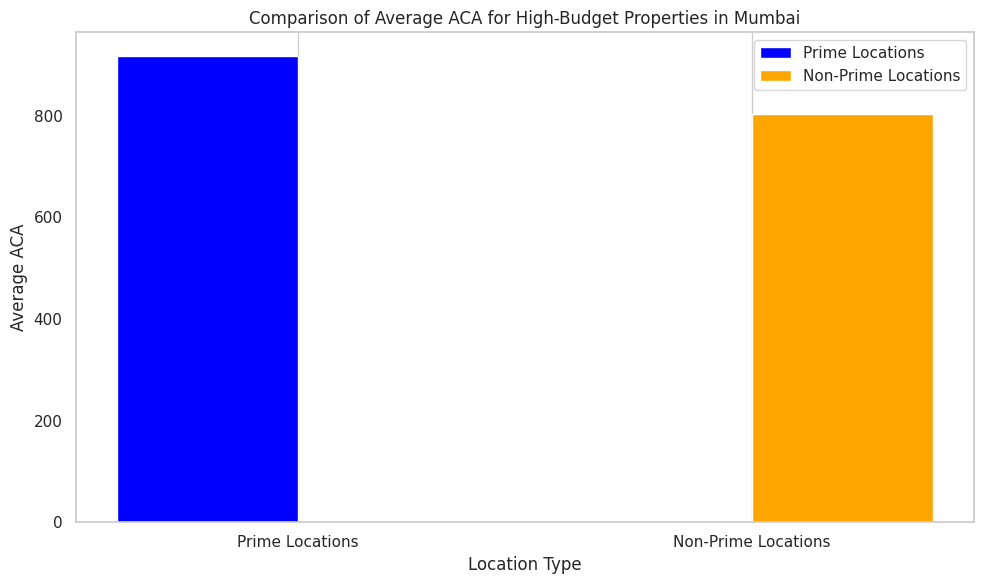 Comparison of Average ACA for High-Budget Properties in Mumbai
Prime Locations
Non-Prime Locations
Average ACA
800
600
400
200
0
Prime Locations
Non-Prime Locations
Location Type